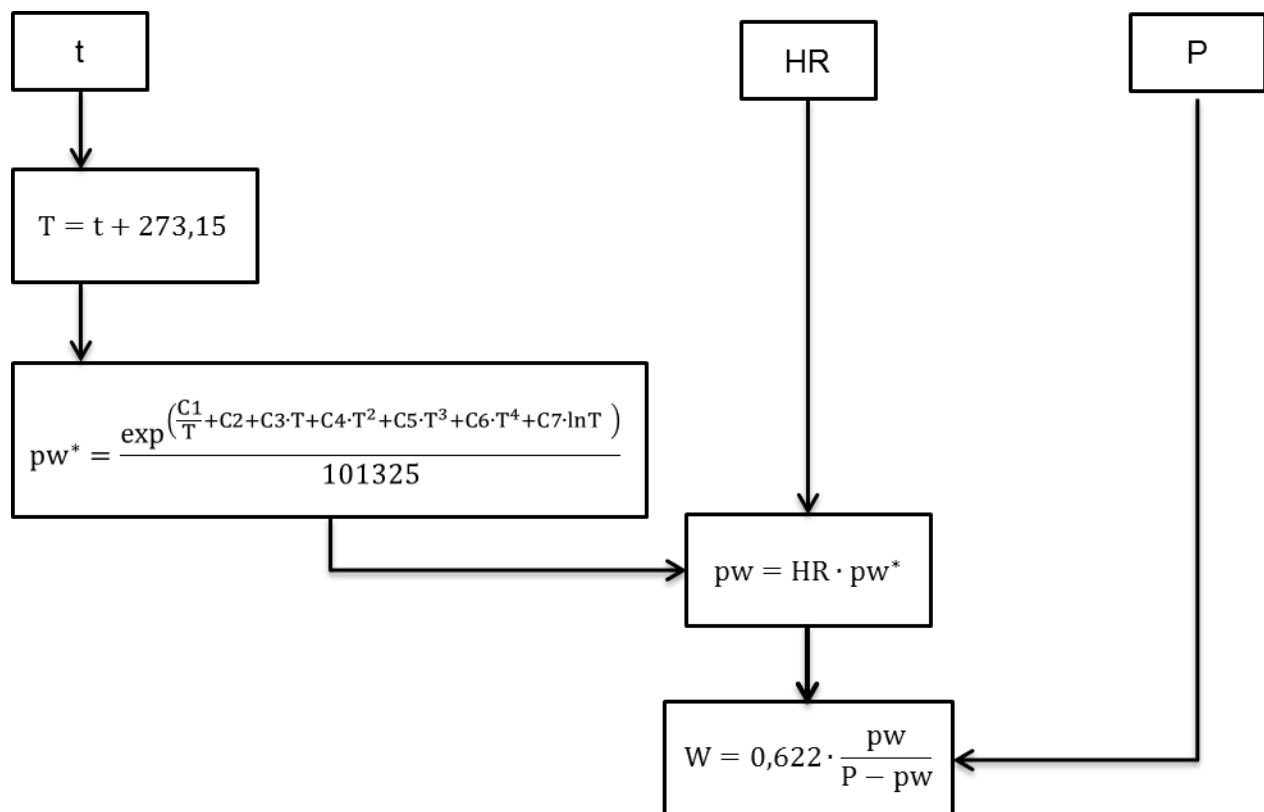 t
HR
P
T = t + 273,15
pw* = exp^(C1/T+C2+C3·T+C4·T²+C5·T³+C6·T⁴+C7·lnT ) / 101325
pw = HR · pw*
W = 0,622 · pw / P − pw